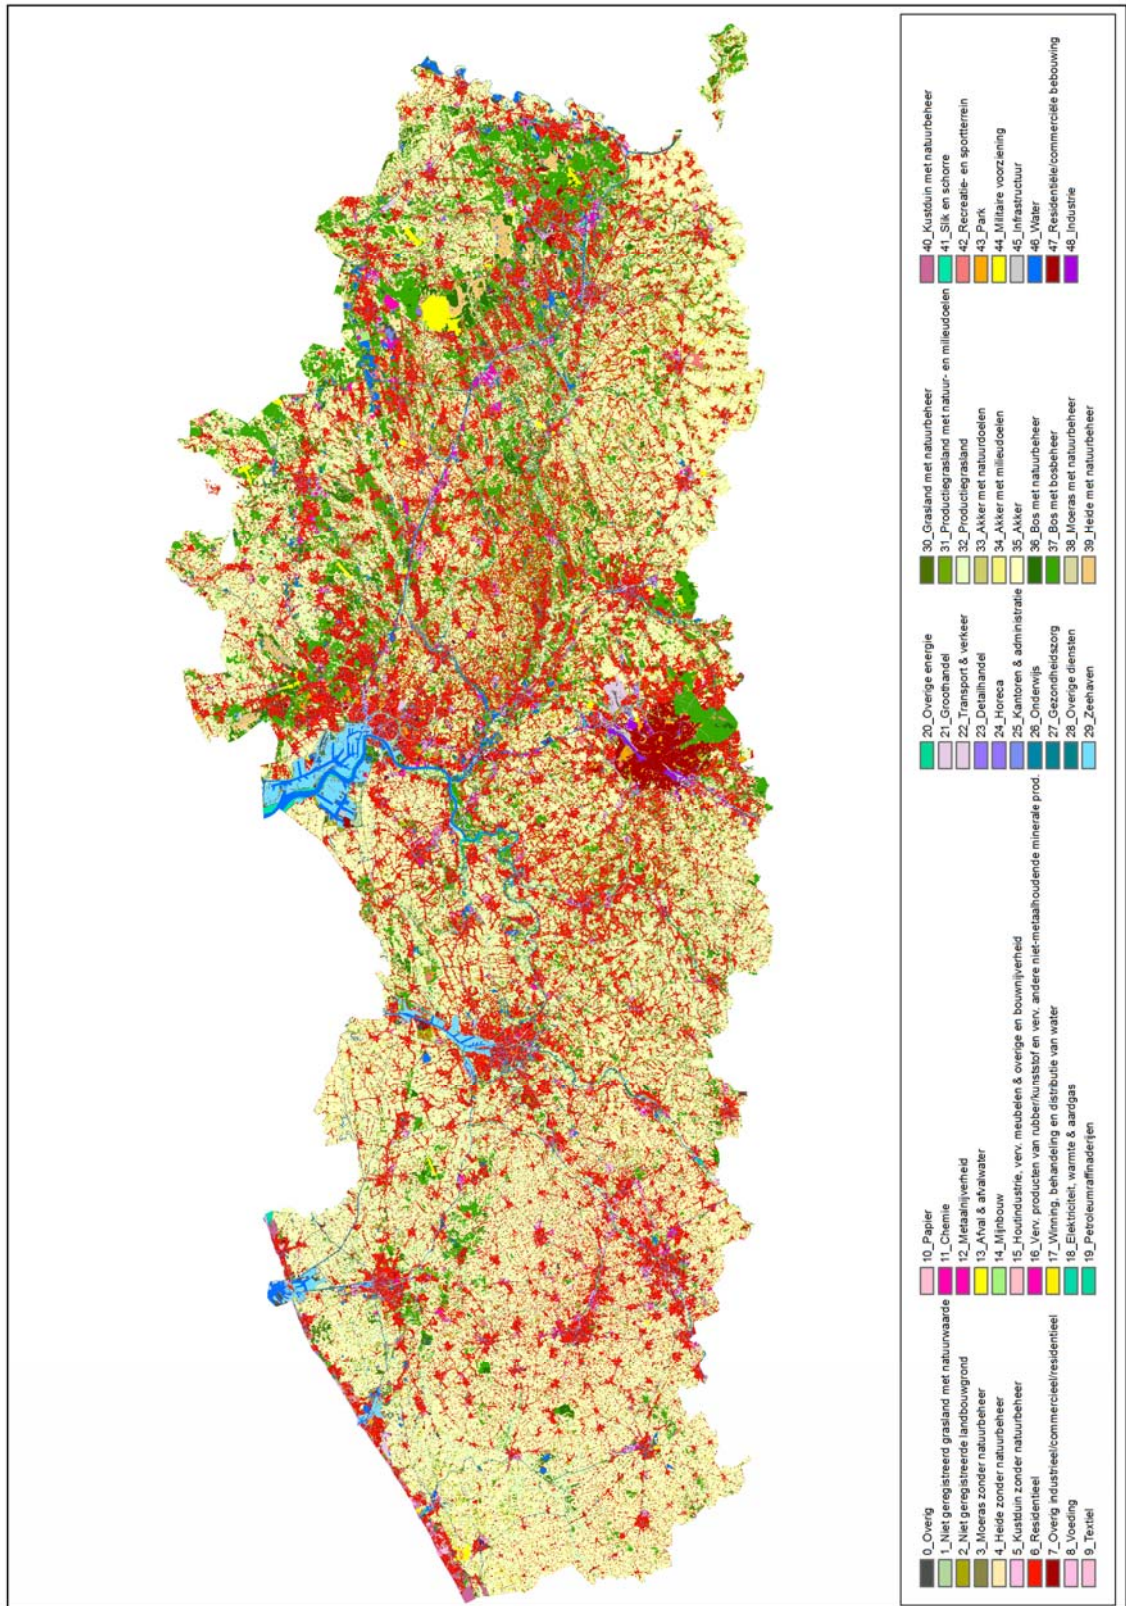 0_Overig
1_Niet geregistreerd grasland met natuurwaarde
2_Niet geregistreerde landbouwgrond
3_Moeras zonder natuurbeheer
4_Heide zonder natuurbeheer
5_Kustduin zonder natuurbeheer
6_Residentieel
7_Overig industrieel/commercieel/residentieel
8_Voeding
9_Textiel
10_Papier
11_Chemie
12_Metaalnijverheid
13_Afval & afvalwater
14_Mijnbouw
15_Houtindustrie, verv. meubelen & overige en bouwnijverheid
16_Verv. producten van rubber/kunststof en verv. andere niet-metaalhoudende minerale prod.
17_Winning, behandeling en distributie van water
18_Elektriciteit, warmte & aardgas
19_Petroleumraffinaderijen
20_Overige energie
21_Groothandel
22_Transport & verkeer
23_Detailhandel
24_Horeca
25_Kantoren & administratie
26_Onderwijs
27_Gezondheidszorg
28_Overige diensten
29_Zeehaven
30_Grasland met natuurbeheer
31_Productiegrasland met natuur- en milieudoelen
32_Productiegrasland
33_Akker met natuurdoelen
34_Akker met milieudoelen
35_Akker
36_Bos met natuurbeheer
37_Bos met bosbeheer
38_Moeras met natuurbeheer
39_Heide met natuurbeheer
40_Kustduin met natuurbeheer
41_Slik en schorre
42_Recreatie- en sportterrein
43_Park
44_Militaire voorziening
45_Infrastructuur
46_Water
47_Residentiële/commerciële bebouwing
48_Industrie